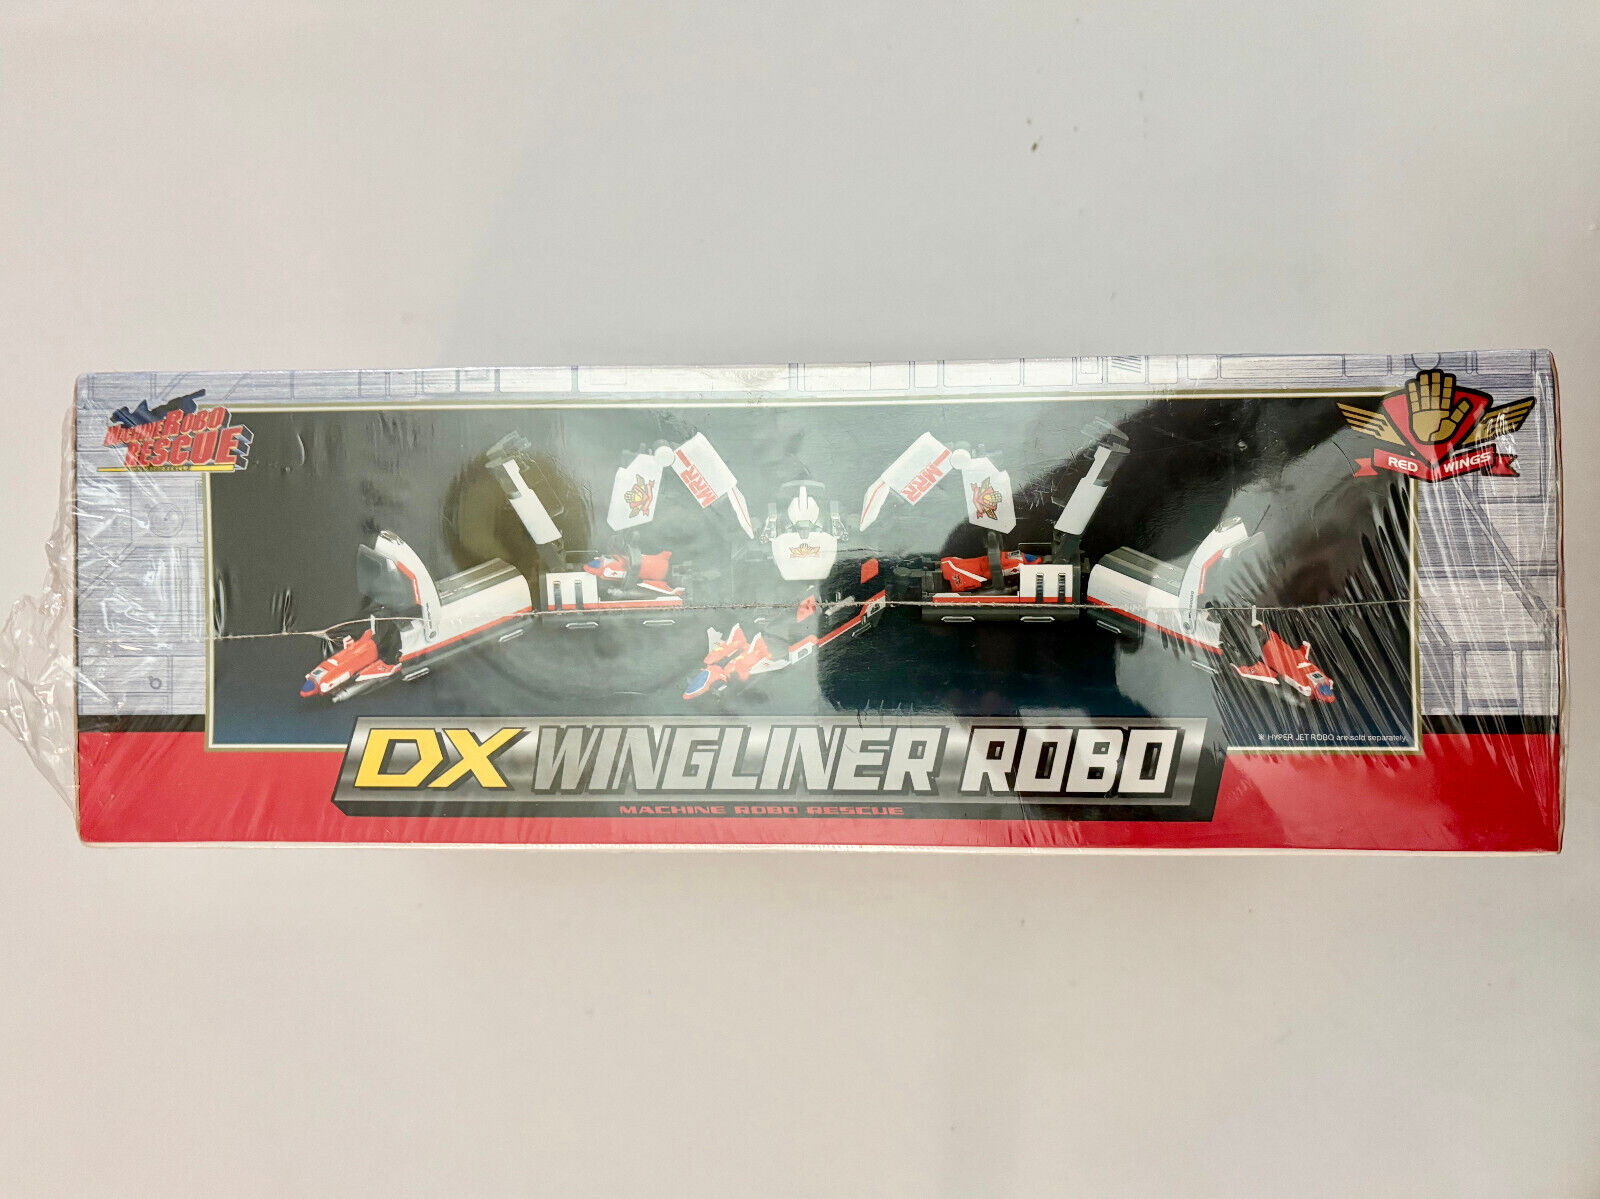 MACHINE ROBO
RESCUE
RED WINGS
MRR
MRR
※ HYPER JET ROBO are sold separately.
DX WINGLINER ROBO
MACHINE ROBO RESCUE